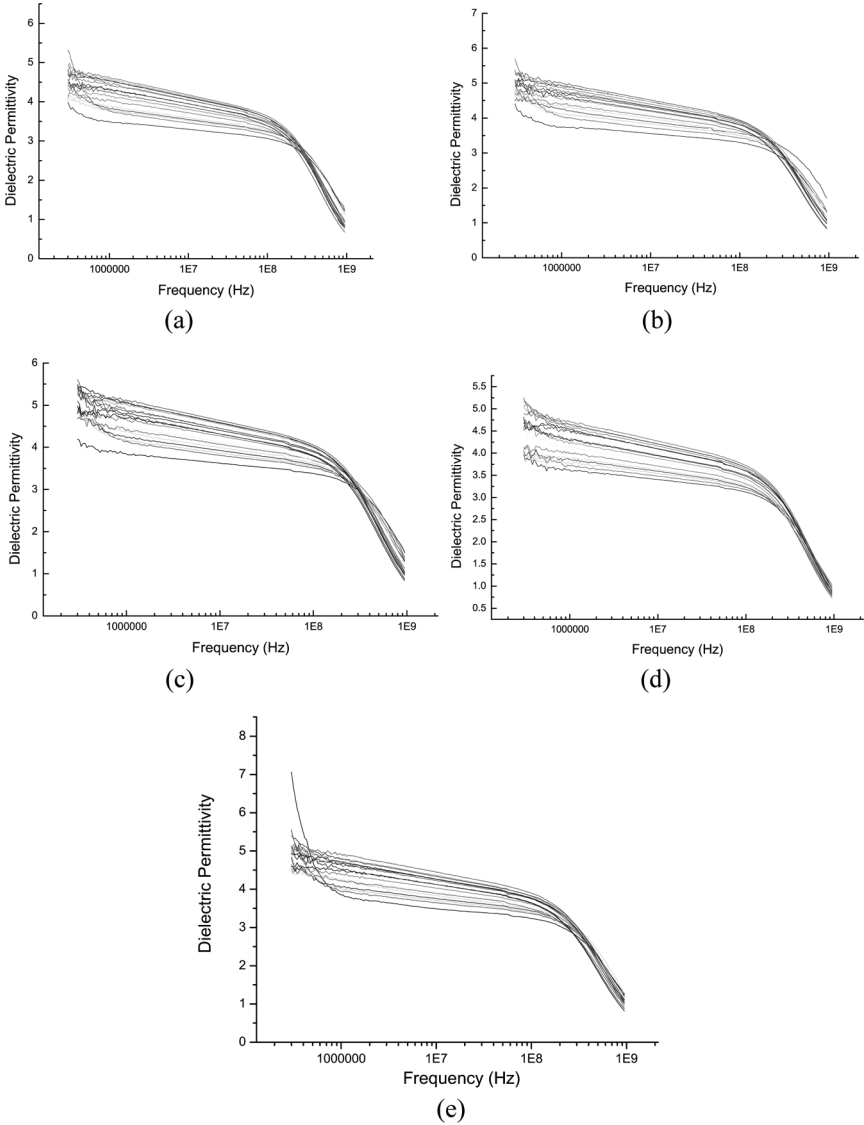 6
5
4
3
2
1
0
Dielectric Permittivity
1000000 1E7 1E8 1E9
Frequency (Hz)
(a)
7
6
5
4
3
2
1
0
Dielectric Permittivity
1000000 1E7 1E8 1E9
Frequency (Hz)
(b)
6
5
4
3
2
1
0
Dielectric Permittivity
1000000 1E7 1E8 1E9
Frequency (Hz)
(c)
5.5
5.0
4.5
4.0
3.5
3.0
2.5
2.0
1.5
1.0
0.5
Dielectric Permittivity
1000000 1E7 1E8 1E9
Frequency (Hz)
(d)
8
7
6
5
4
3
2
1
0
Dielectric Permittivity
1000000 1E7 1E8 1E9
Frequency (Hz)
(e)